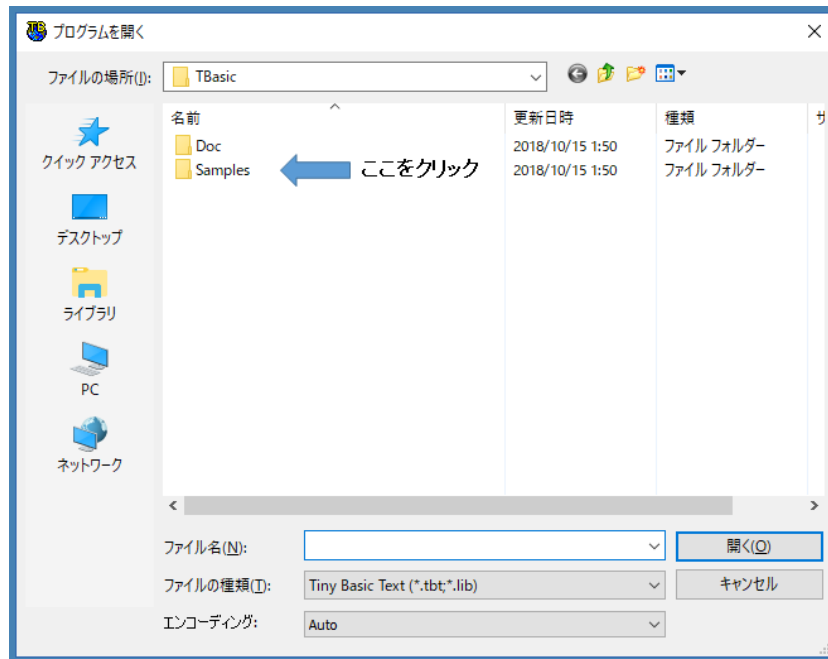 プログラムを開く
ファイルの場所(I): TBasic
名前 更新日時 種類 サ
Doc 2018/10/15 1:50 ファイル フォルダー
Samples ここをクリック 2018/10/15 1:50 ファイル フォルダー
クイック アクセス
デスクトップ
ライブラリ
PC
ネットワーク
ファイル名(N): 開く(O)
ファイルの種類(T): Tiny Basic Text (*.tbt;*.lib) キャンセル
エンコーディング: Auto